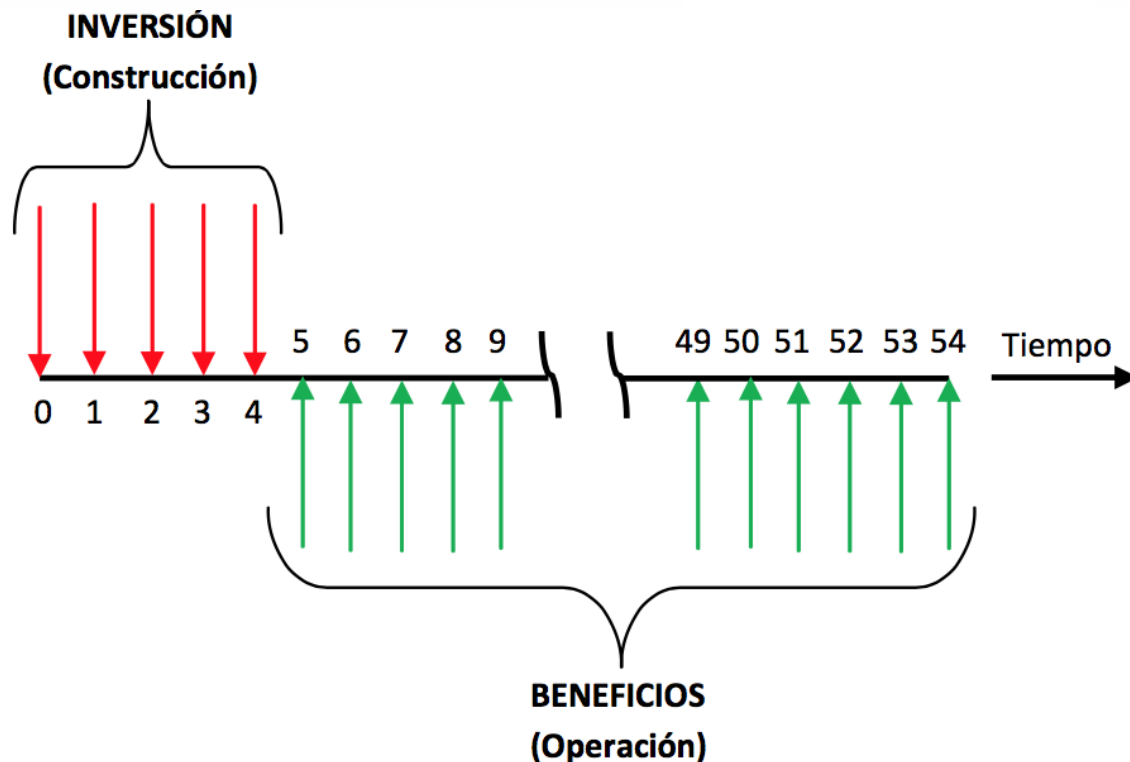 INVERSIÓN
(Construcción)
5 6 7 8 9 49 50 51 52 53 54 Tiempo
0 1 2 3 4
BENEFICIOS
(Operación)